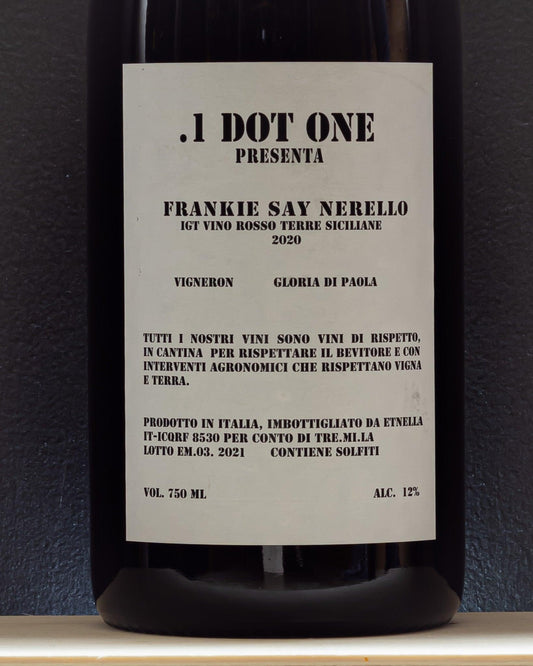 .1 DOT ONE
PRESENTA
FRANKIE SAY NERELLO
IGT VINO ROSSO TERRE SICILIANE
2020
VIGNERON GLORIA DI PAOLA
TUTTI I NOSTRI VINI SONO VINI DI RISPETTO,
IN CANTINA PER RISPETTARE IL BEVITORE E CON
INTERVENTI AGRONOMICI CHE RISPETTANO VIGNA
E TERRA.
PRODOTTO IN ITALIA, IMBOTTIGLIATO DA ETNELLA
IT-ICQRF 8530 PER CONTO DI TRE.MI.LA
LOTTO EM.03. 2021 CONTIENE SOLFITI
VOL. 750 ML ALC. 12%